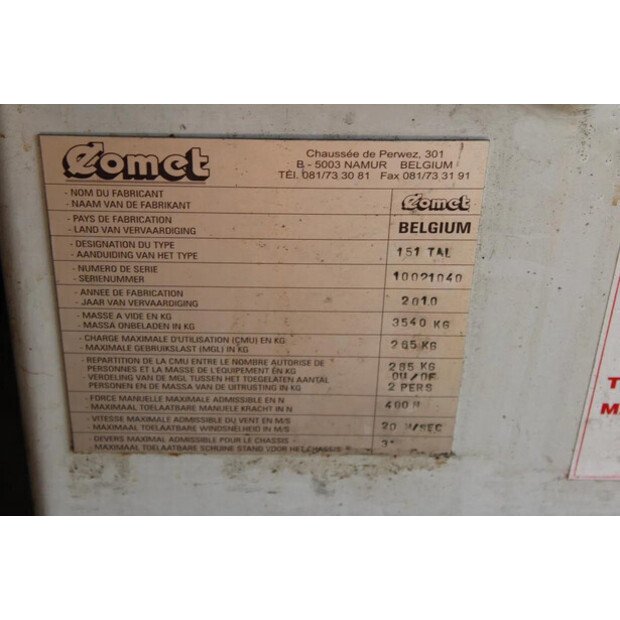 Comet
Chaussée de Perwez, 301
B - 5003 NAMUR BELGIUM
TÉL. 081/73 30 81 Fax 081/73 31 91
- NOM DU FABRICANT
- NAAM VAN DE FABRIKANT
Comet
- PAYS DE FABRICATION
- LAND VAN VERVAARDIGING
BELGIUM
- DESIGNATION DU TYPE
- AANDUIDING VAN HET TYPE
151 TAL
- NUMERO DE SERIE
- SERIENUMMER
10021040
- ANNEE DE FABRICATION
- JAAR VAN VERVAARDIGING
2010
- MASSE A VIDE EN KG
- MASSA ONBELADEN IN KG
3540 KG
- CHARGE MAXIMALE D'UTILISATION (CMU) EN KG
- MAXIMALE GEBRUIKSLAST (MGL) IN KG
285 KG
- REPARTITION DE LA CMU ENTRE LE NOMBRE AUTORISE DE
PERSONNES ET LA MASSE DE L'EQUIPEMENT EN KG
VERDELING VAN DE MGL TUSSEN HET TOEGELATEN AANTAL
PERSONEN EN DE MASSA VAN DE UITRUSTING IN KG
285 KG
OU/OF
2 PERS
- FORCE MANUELLE MAXIMALE ADMISSIBLE EN N
- MAXIMAAL TOELAATBARE MANUELE KRACHT IN N
400 N
- VITESSE MAXIMALE ADMISSIBLE DU VENT EN M/S
- MAXIMAAL TOELAATBARE WINDSNELHEID IN M/S
20 M/SEC
- DEVERS MAXIMAL ADMISSIBLE POUR LE CHASSIS
- MAXIMAAL TOELAATBARE SCHUINE STAND VOOR HET CHASSIS
3°
T
M